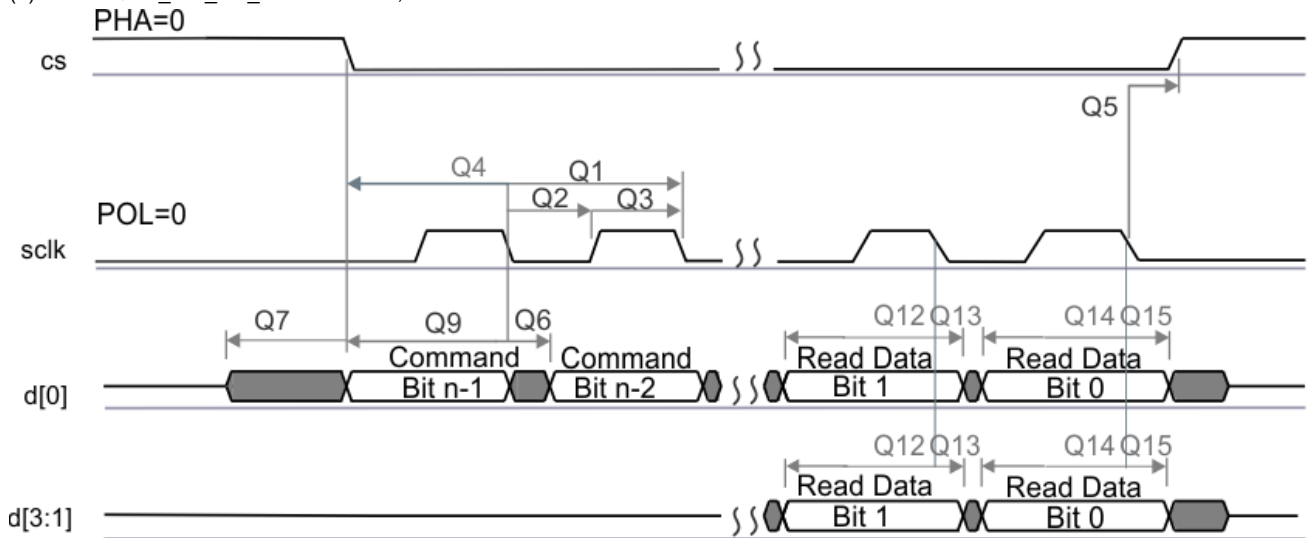 PHA=0
cs
Q5
Q4 Q1
Q2 Q3
POL=0
sclk
Q7 Q9 Q6 Q12 Q13 Q14 Q15
Command Command Read Data Read Data
d[0] Bit n-1 Bit n-2 Bit 1 Bit 0
Q12 Q13 Q14 Q15
Read Data Read Data
d[3:1] Bit 1 Bit 0